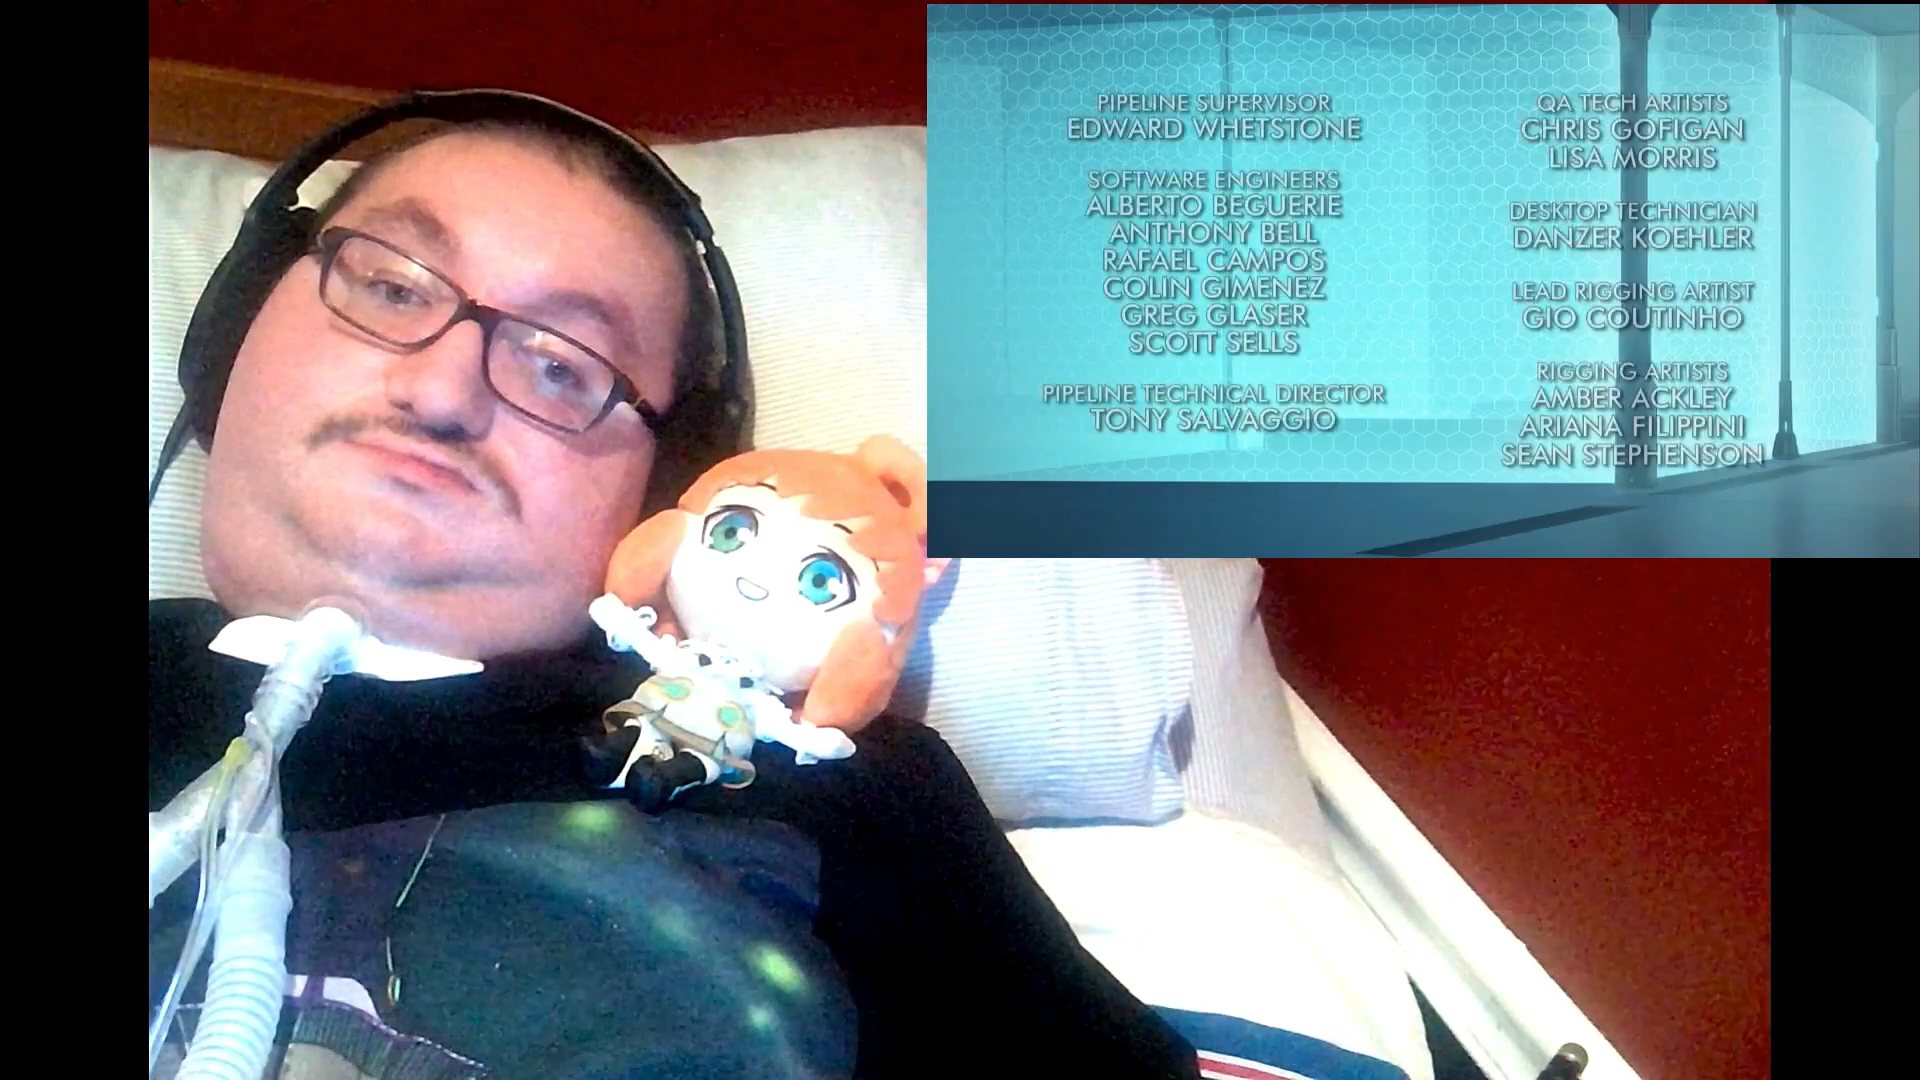 PIPELINE SUPERVISOR
EDWARD WHETSTONE
SOFTWARE ENGINEERS
ALBERTO BEGUERIE
ANTHONY BELL
RAFAEL CAMPOS
COLIN GIMENEZ
GREG GLASER
SCOTT SELLS
PIPELINE TECHNICAL DIRECTOR
TONY SALVAGGIO
QA TECH ARTISTS
CHRIS GOFIGAN
LISA MORRIS
DESKTOP TECHNICIAN
DANZER KOEHLER
LEAD RIGGING ARTIST
GIO COUTINHO
RIGGING ARTISTS
AMBER ACKLEY
ARIANA FILIPPINI
SEAN STEPHENSON